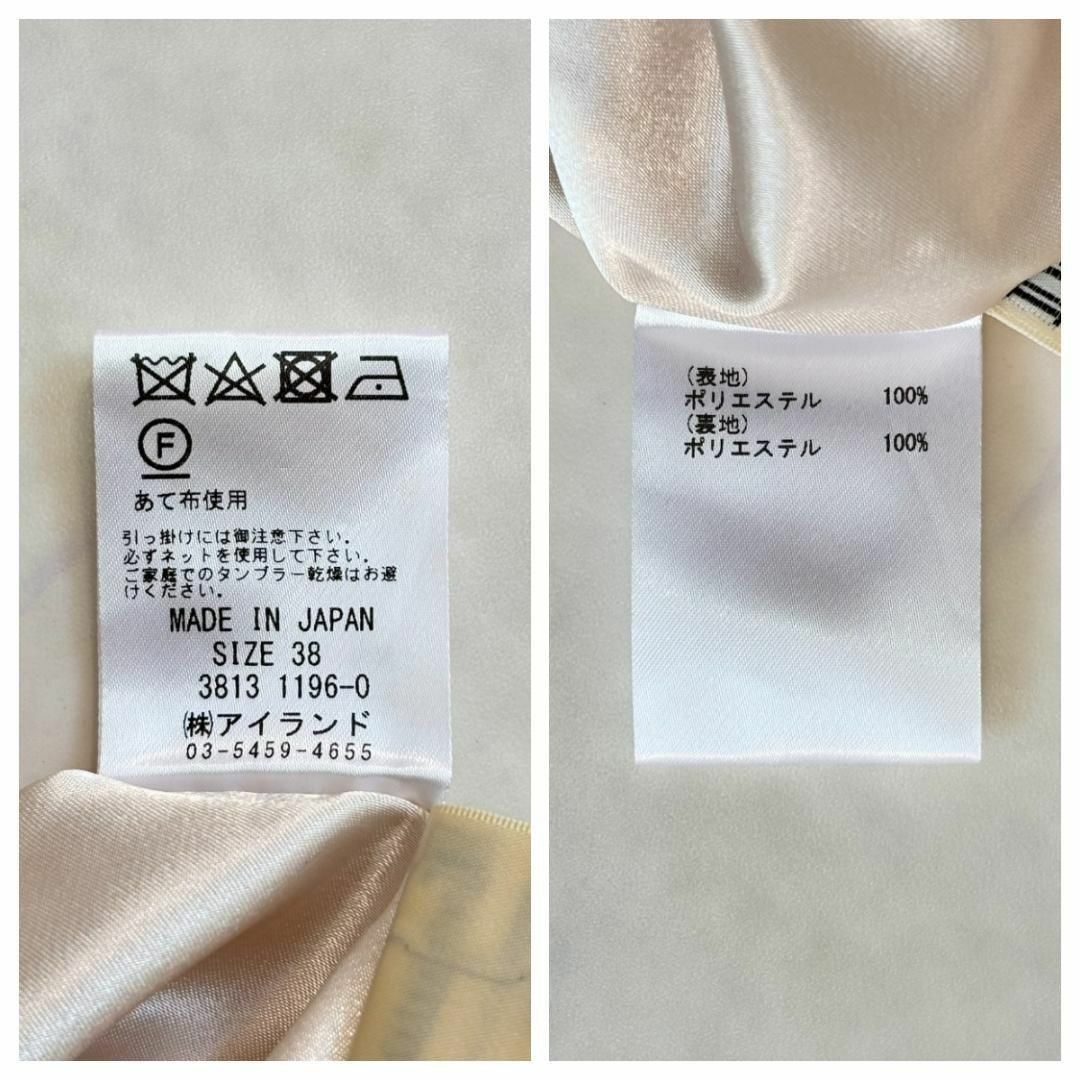 F
あて布使用
引っ掛けには御注意下さい.
必ずネットを使用して下さい.
ご家庭でのタンブラー乾燥はお避
けください.
MADE IN JAPAN
SIZE 38
3813 1196-0
㈱アイランド
03-5459-4655
(表地)
ポリエステル 100%
(裏地)
ポリエステル 100%